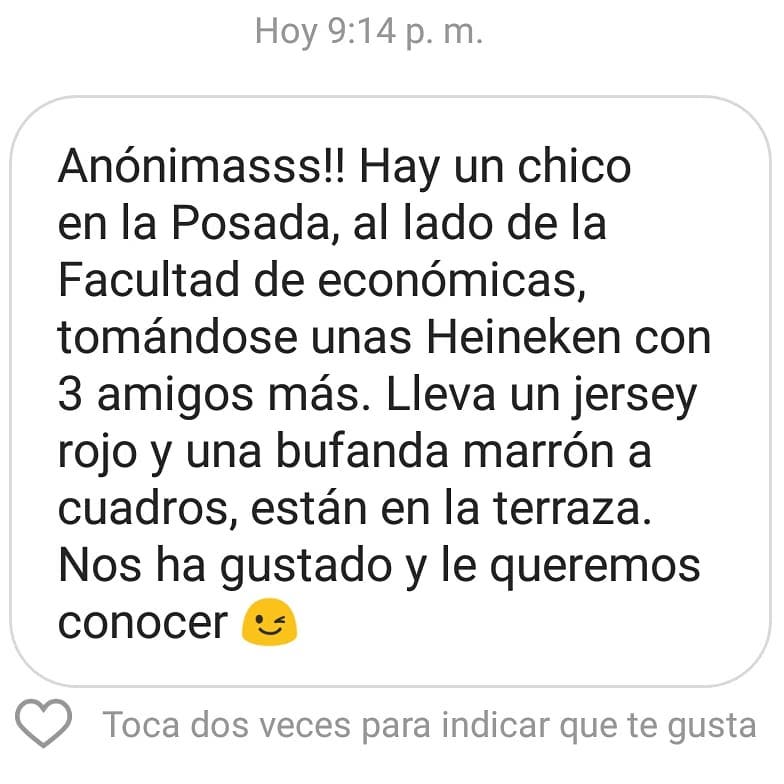 Hoy 9:14 p. m.
Anónimasss!! Hay un chico
en la Posada, al lado de la
Facultad de económicas,
tomándose unas Heineken con
3 amigos más. Lleva un jersey
rojo y una bufanda marrón a
cuadros, están en la terraza.
Nos ha gustado y le queremos
conocer 😉
Toca dos veces para indicar que te gusta